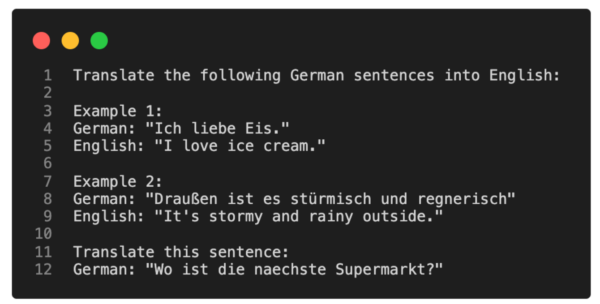 1 Translate the following German sentences into English:
2
3 Example 1:
4 German: "Ich liebe Eis."
5 English: "I love ice cream."
6
7 Example 2:
8 German: "Draußen ist es stürmisch und regnerisch"
9 English: "It's stormy and rainy outside."
10
11 Translate this sentence:
12 German: "Wo ist die naechste Supermarkt?"